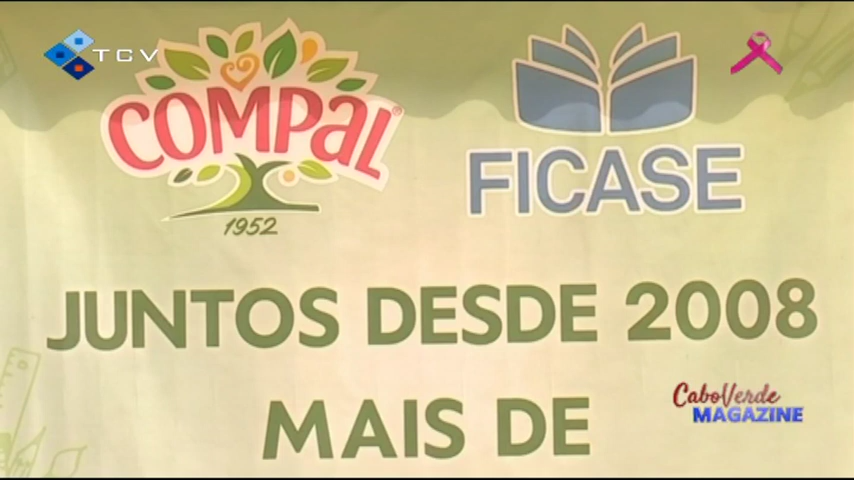 TCV
COMPAL®
1952
FICASE
JUNTOS DESDE 2008
MAIS DE
CaboVerde
MAGAZINE